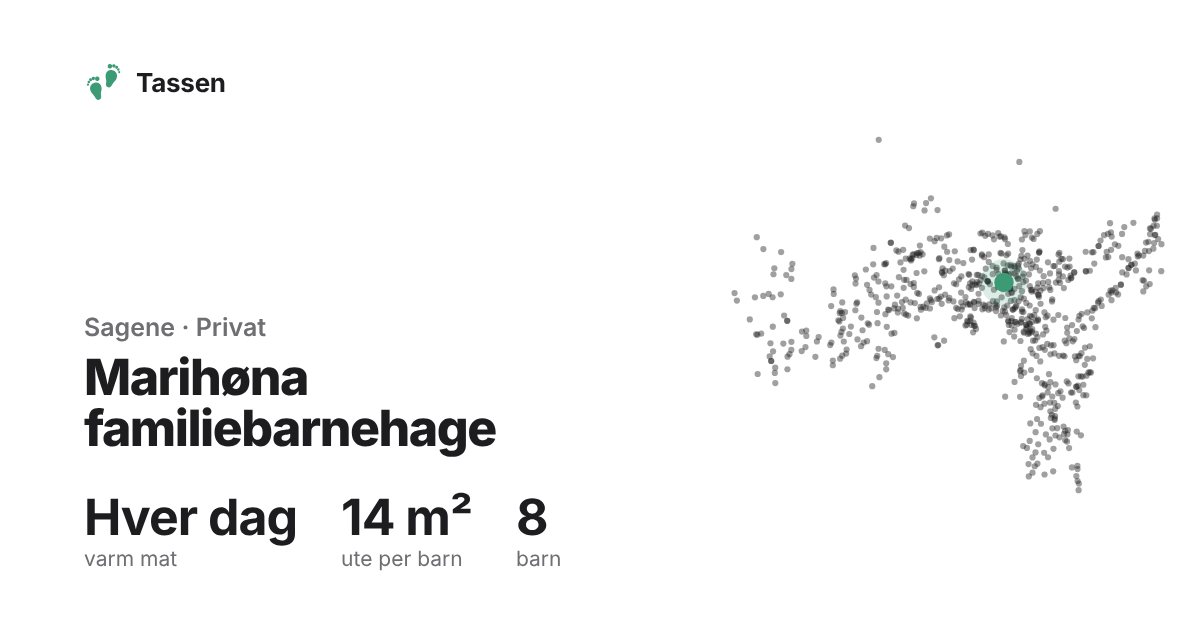 Tassen
Sagene · Privat
Marihøna
familiebarnehage
Hver dag
varm mat
14 m²
ute per barn
8
barn